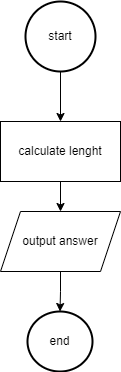 start
calculate lenght
output answer
end